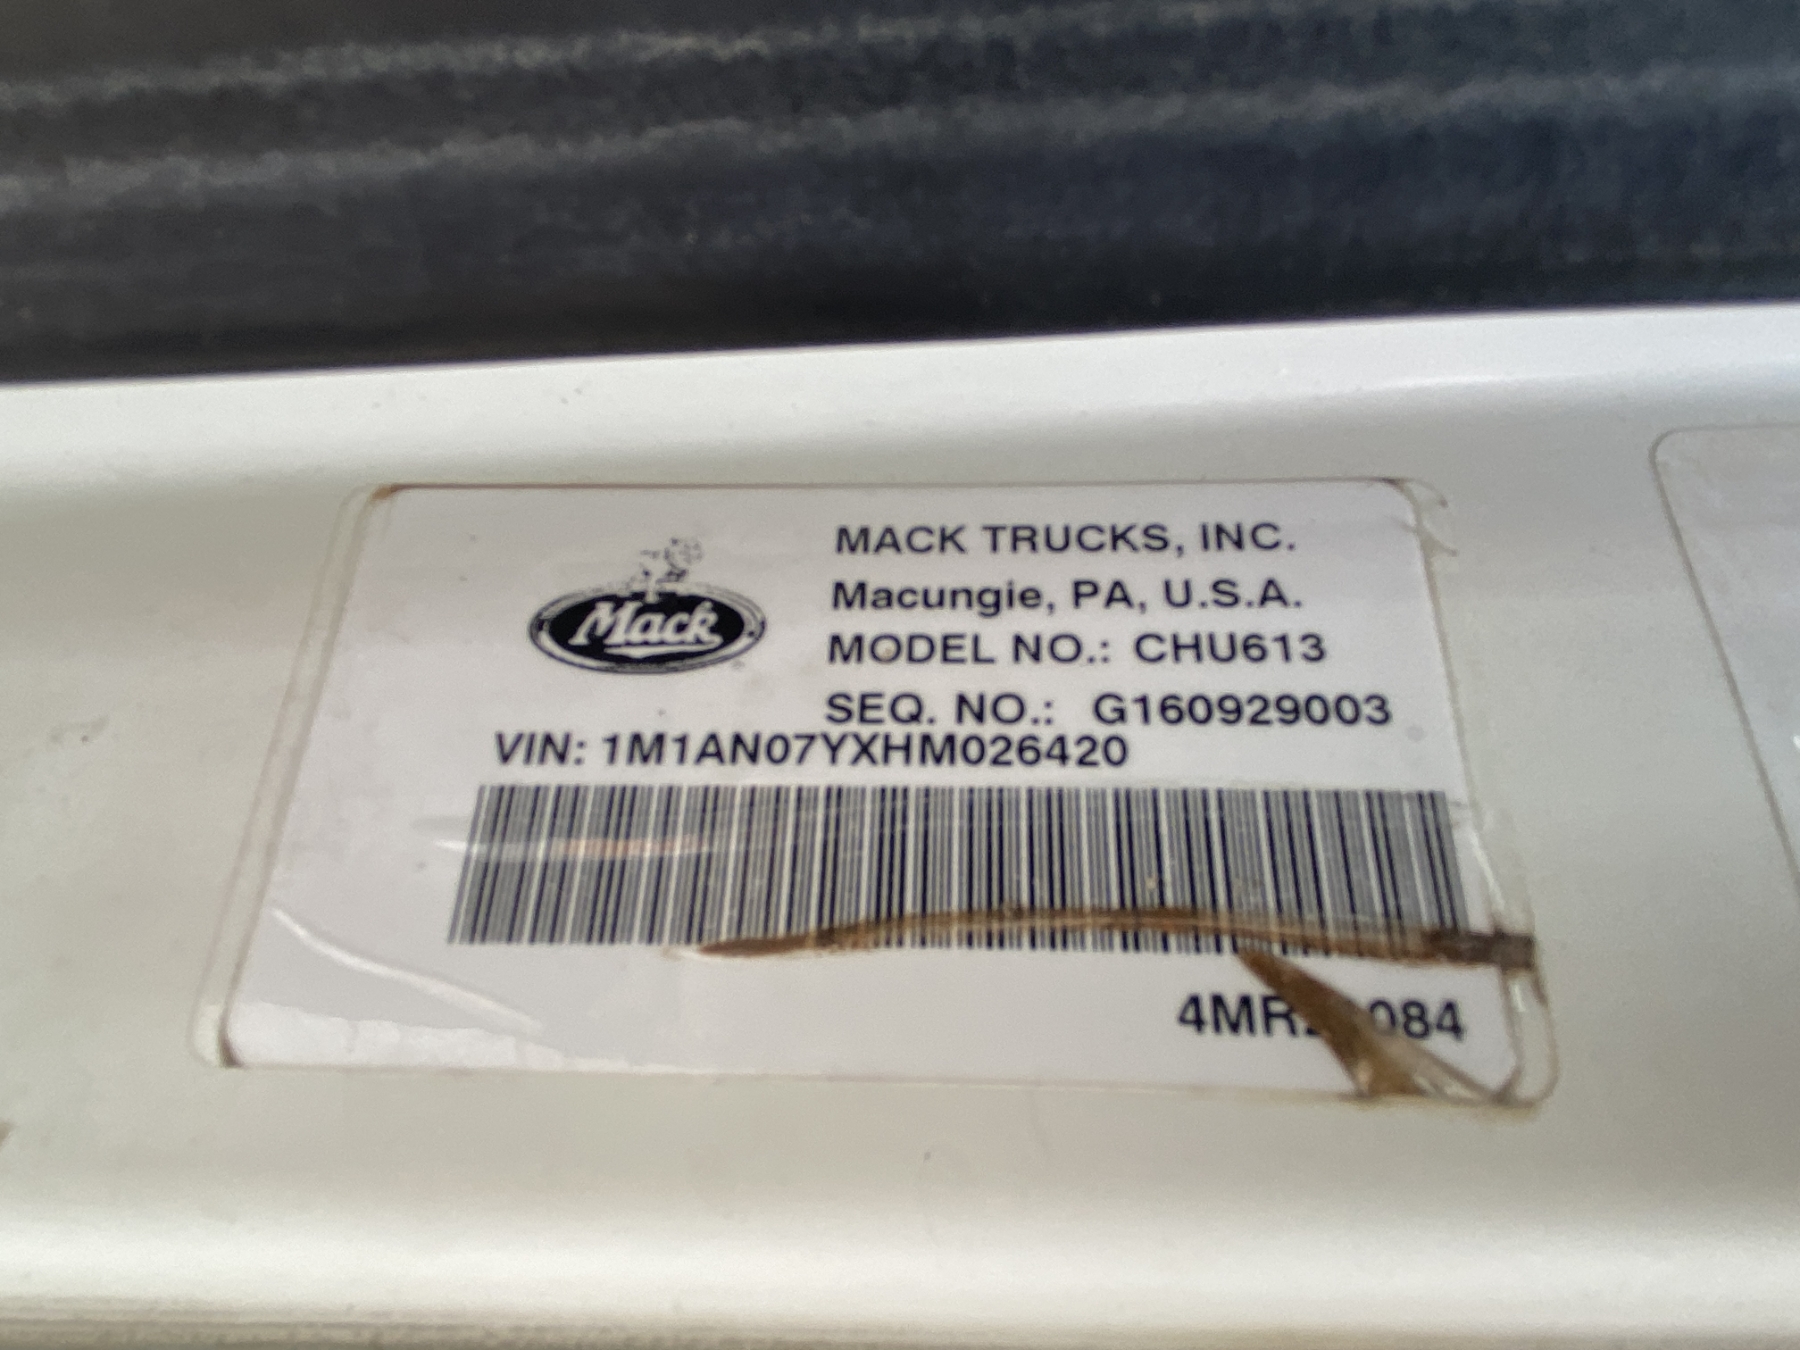 Mack
MACK TRUCKS, INC.
Macungie, PA, U.S.A.
MODEL NO.: CHU613
SEQ. NO.: G160929003
VIN: 1M1AN07YXHM026420